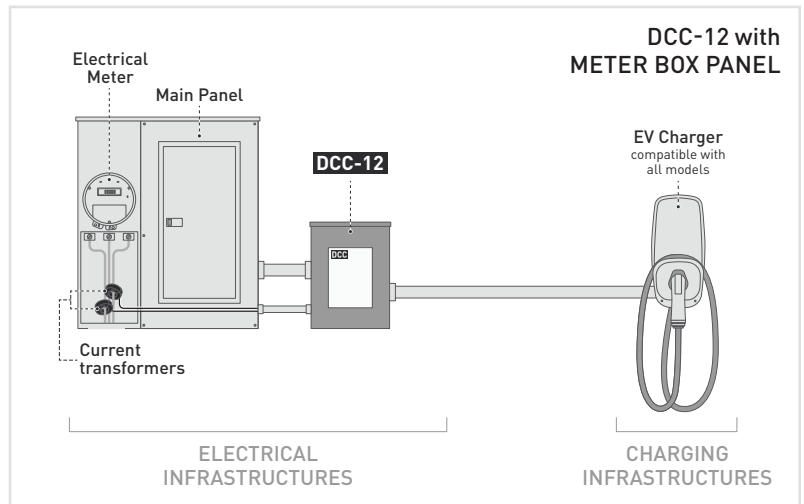 DCC-12 with
METER BOX PANEL
Electrical
Meter
Main Panel
DCC-12
EV Charger
compatible with
all models
DCC
Current
transformers
ELECTRICAL
INFRASTRUCTURES
CHARGING
INFRASTRUCTURES